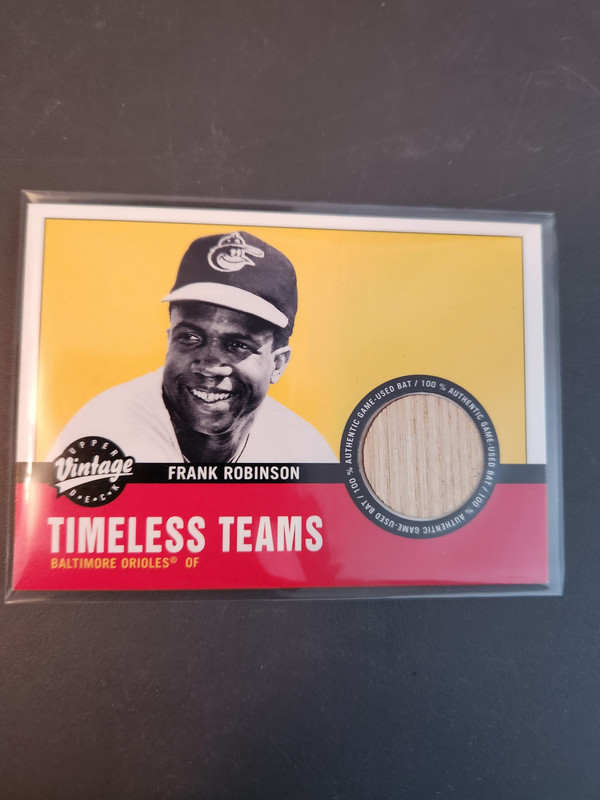 100 % AUTHENTIC GAME-USED BAT / 100 % AUTHENTIC GAME-USED BAT / 100 % AUTHENTIC GAME-USED BAT /
UPPER
Vintage
DECK
FRANK ROBINSON
TIMELESS TEAMS
BALTIMORE ORIOLES® OF